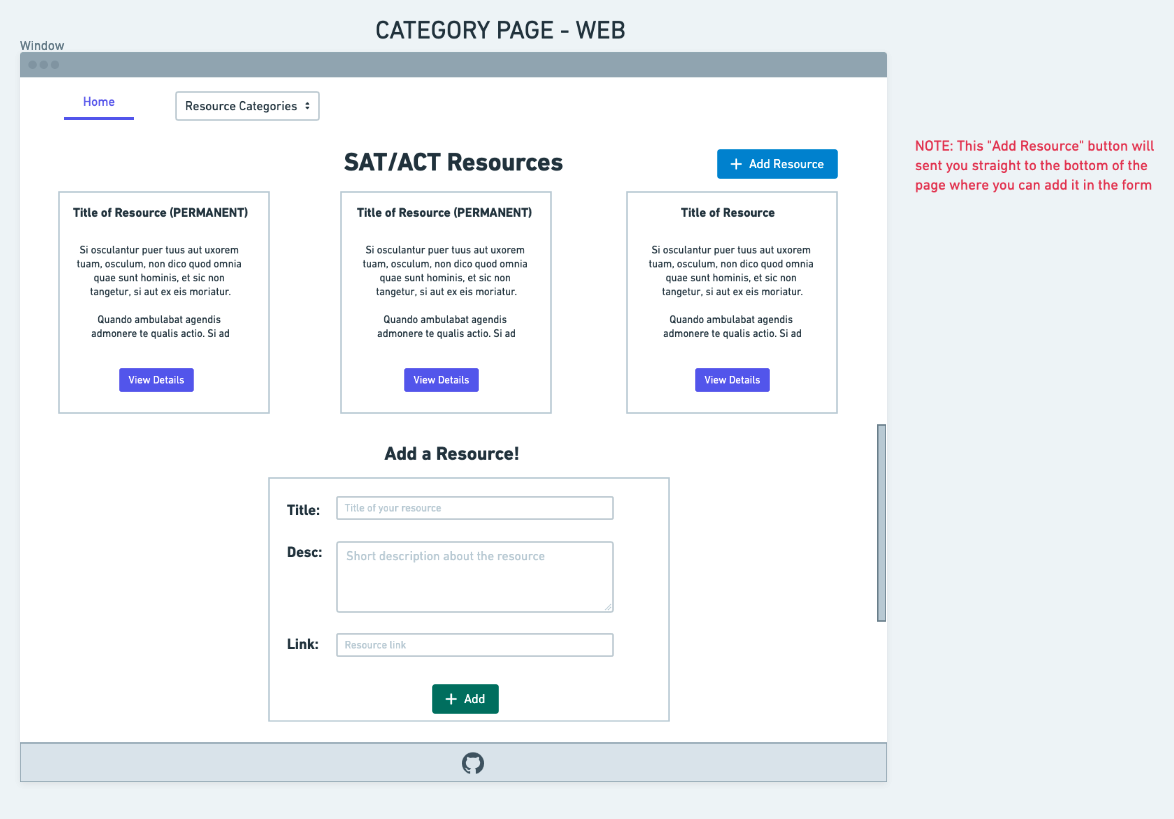 CATEGORY PAGE - WEB
Window
Home
Resource Categories
SAT/ACT Resources
+ Add Resource
NOTE: This "Add Resource" button will
sent you straight to the bottom of the
page where you can add it in the form
Title of Resource (PERMANENT)
Si osculantur puer tuus aut uxorem
tuam, osculum, non dico quod omnia
quae sunt hominis, et sic non
tangetur, si aut ex eis moriatur.
Quando ambulabat agendis
admonere te qualis actio. Si ad
View Details
Title of Resource (PERMANENT)
Si osculantur puer tuus aut uxorem
tuam, osculum, non dico quod omnia
quae sunt hominis, et sic non
tangetur, si aut ex eis moriatur.
Quando ambulabat agendis
admonere te qualis actio. Si ad
View Details
Title of Resource
Si osculantur puer tuus aut uxorem
tuam, osculum, non dico quod omnia
quae sunt hominis, et sic non
tangetur, si aut ex eis moriatur.
Quando ambulabat agendis
admonere te qualis actio. Si ad
View Details
Add a Resource!
Title:
Title of your resource
Desc:
Short description about the resource
Link:
Resource link
+ Add